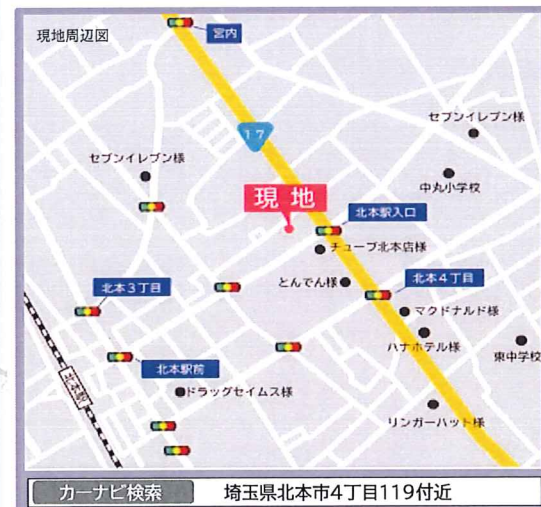 現地周辺図
宮内
17
セブンイレブン様
セブンイレブン様
中丸小学校
現地
北本駅入口
チューブ北本店様
とんでん様
北本4丁目
北本3丁目
マクドナルド様
ハナホテル様
東中学校
北本駅前
北本駅
ドラッグセイムス様
リンガーハット様
カーナビ検索 埼玉県北本市4丁目119付近